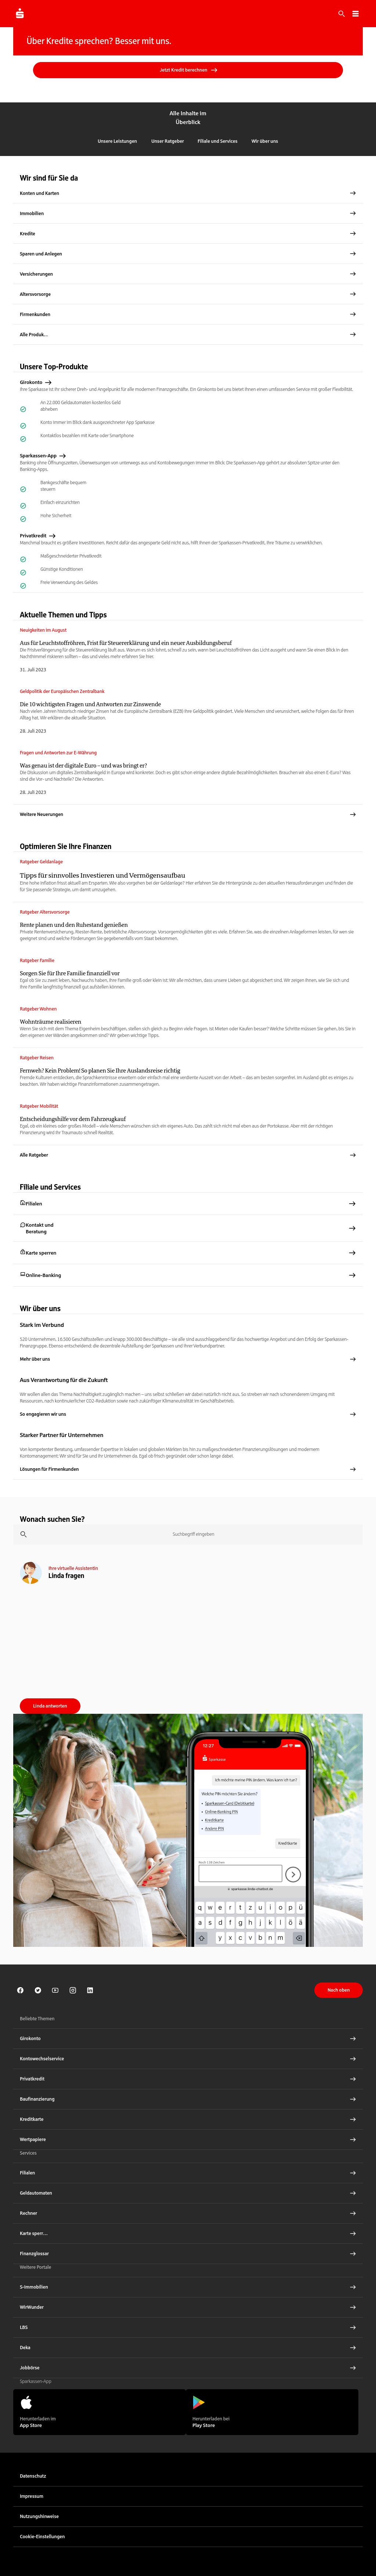 Über Kredite sprechen? Besser mit uns.
Jetzt Kredit berechnen
Alle Inhalte im
Überblick
Unsere Leistungen
Unser Ratgeber
Filiale und Services
Wir über uns
Wir sind für Sie da
Konten und Karten
Immobilien
Kredite
Sparen und Anlegen
Versicherungen
Altersvorsorge
Firmenkunden
Alle Produk...
Unsere Top-Produkte
Girokonto
Ihre Sparkasse ist Ihr sicherer Dreh- und Angelpunkt für alle modernen Finanzgeschäfte. Ein Girokonto bei uns bietet Ihnen einen umfassenden Service mit großer Flexibilität.
An 22.000 Geldautomaten kostenlos Geld
abheben
Konto immer im Blick dank ausgezeichneter App Sparkasse
Kontaktlos bezahlen mit Karte oder Smartphone
Sparkassen-App
Banking ohne Öffnungszeiten. Überweisungen von unterwegs aus und Kontobewegungen immer im Blick: Die Sparkassen-App gehört zur absoluten Spitze unter den
Banking-Apps.
Bankgeschäfte bequem
steuern
Einfach einzurichten
Hohe Sicherheit
Privatkredit
Manchmal braucht es größere Investitionen. Reicht dafür das angesparte Geld nicht aus, hilft Ihnen der Sparkassen-Privatkredit, Ihre Träume zu verwirklichen.
Maßgeschneiderter Privatkredit
Günstige Konditionen
Freie Verwendung des Geldes
Aktuelle Themen und Tipps
Neuigkeiten im August
Aus für Leuchtstoffröhren, Frist für Steuererklärung und ein neuer Ausbildungsberuf
Die Fristverlängerung für die Steuererklärung läuft aus. Warum es sich lohnt, schnell zu sein, wann bei Leuchtstoffröhren das Licht ausgeht und wenn Sie einen Blick in den
Nachthimmel riskieren sollten – das und vieles mehr erfahren Sie hier.
31. Juli 2023
Geldpolitik der Europäischen Zentralbank
Die 10 wichtigsten Fragen und Antworten zur Zinswende
Nach vielen Jahren historisch niedriger Zinsen hat die Europäische Zentralbank (EZB) ihre Geldpolitik geändert. Viele Menschen sind verunsichert, welche Folgen das für ihren
Alltag hat. Wir erklären die aktuelle Situation.
28. Juli 2023
Fragen und Antworten zur E-Währung
Was genau ist der digitale Euro – und was bringt er?
Die Diskussion um digitales Zentralbankgeld in Europa wird konkreter. Doch es gibt schon einige andere digitale Bezahlmöglichkeiten. Brauchen wir also einen E-Euro? Was
sind die Vor- und Nachteile? Die Antworten.
28. Juli 2023
Weitere Neuerungen
Optimieren Sie Ihre Finanzen
Ratgeber Geldanlage
Tipps für sinnvolles Investieren und Vermögensaufbau
Eine hohe Inflation frisst aktuell am Ersparten. Wie also vorgehen bei der Geldanlage? Hier erfahren Sie die Hintergründe zu den aktuellen Herausforderungen und finden die
für Sie passende Strategie, um damit umzugehen.
Ratgeber Altersvorsorge
Rente planen und den Ruhestand genießen
Private Rentenversicherung, Riester-Rente, betriebliche Altersvorsorge. Vorsorgemöglichkeiten gibt es viele. Erfahren Sie, was die einzelnen Anlageformen leisten, für wen sie
geeignet sind und welche Förderungen Sie gegebenenfalls vom Staat bekommen.
Ratgeber Familie
Sorgen Sie für Ihre Familie finanziell vor
Egal ob Sie zu zweit leben, Nachwuchs haben, Ihre Familie groß oder klein ist: Wir alle möchten, dass unsere Lieben gut abgesichert sind. Wir zeigen Ihnen, wie Sie sich und
Ihre Familie langfristig finanziell gut aufstellen können.
Ratgeber Wohnen
Wohnträume realisieren
Wenn Sie sich mit dem Thema Eigenheim beschäftigen, stellen sich gleich zu Beginn viele Fragen. Ist Mieten oder Kaufen besser? Welche Schritte müssen Sie gehen, bis Sie in
den eigenen Wänden angekommen sind? Wir geben wichtige Tipps.
Ratgeber Reisen
Fernweh? Kein Problem! So planen Sie Ihre Auslandsreise richtig
Fremde Kulturen entdecken, die Sprachkenntnisse erweitern oder einfach mal eine verdiente Auszeit von der Arbeit – das am besten sorgenfrei. Im Ausland gibt es einiges zu
beachten. Wir haben wichtige Finanzinformationen zusammengetragen.
Ratgeber Mobilität
Entscheidungshilfe vor dem Fahrzeugkauf
Egal, ob ein kleines oder großes Modell – viele Menschen wünschen sich ein eigenes Auto. Das zahlt sich nicht mal eben aus der Portokasse. Aber mit der richtigen
Finanzierung wird Ihr Traumauto schnell Realität.
Alle Ratgeber
Filiale und Services
Filialen
Kontakt und
Beratung
Karte sperren
Online-Banking
Wir über uns
Stark im Verbund
520 Unternehmen, 16.500 Geschäftsstellen und knapp 300.000 Beschäftigte – sie alle sind ausschlaggebend für das hochwertige Angebot und den Erfolg der Sparkassen-
Finanzgruppe. Ebenso entscheidend: die dezentrale Aufstellung der Sparkassen und ihrer Verbundpartner.
Mehr über uns
Aus Verantwortung für die Zukunft
Wir wollen allen das Thema Nachhaltigkeit zugänglich machen – uns selbst schließen wir dabei natürlich nicht aus. So streben wir nach schonenderem Umgang mit
Ressourcen, nach kontinuierlicher CO2-Reduktion sowie nach zukünftiger Klimaneutralität im Geschäftsbetrieb.
So engagieren wir uns
Starker Partner für Unternehmen
Von kompetenter Beratung, umfassender Expertise in lokalen und globalen Märkten bis hin zu maßgeschneiderten Finanzierungslösungen und modernem
Kontomanagement: Wir sind für Sie und Ihr Unternehmen da. Egal ob frisch gegründet oder schon lange dabei.
Lösungen für Firmenkunden
Wonach suchen Sie?
Suchbegriff eingeben
Ihre virtuelle Assistentin
Linda fragen
Linda antworten
12:27
Sparkasse
Ich möchte meine PIN ändern. Was kann ich tun?
Welche PIN möchten Sie ändern?
Sparkassen-Card (Debitkarte)
Online-Banking PIN
Kreditkarte
Andere PIN
Kreditkarte
q w e r t z u i o p ü
a s d f g h j k l ö ä
y x c v b n m
Nach oben
Beliebte Themen
Girokonto
Kontowechselservice
Privatkredit
Baufinanzierung
Kreditkarte
Wertpapiere
Services
Filialen
Geldautomaten
Rechner
Karte sperr...
Finanzglossar
Weitere Portale
S-Immobilien
WirWunder
LBS
Deka
Jobbörse
Sparkassen-App
Herunterladen im
App Store
Herunterladen bei
Play Store
Datenschutz
Impressum
Nutzungshinweise
Cookie-Einstellungen